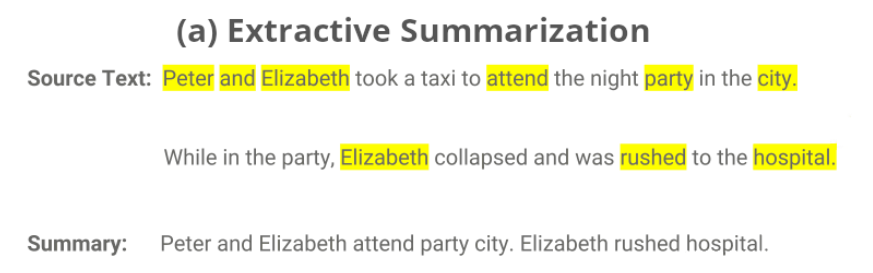 (a) Extractive Summarization
Source Text: Peter and Elizabeth took a taxi to attend the night party in the city.
While in the party, Elizabeth collapsed and was rushed to the hospital.
Summary: Peter and Elizabeth attend party city. Elizabeth rushed hospital.